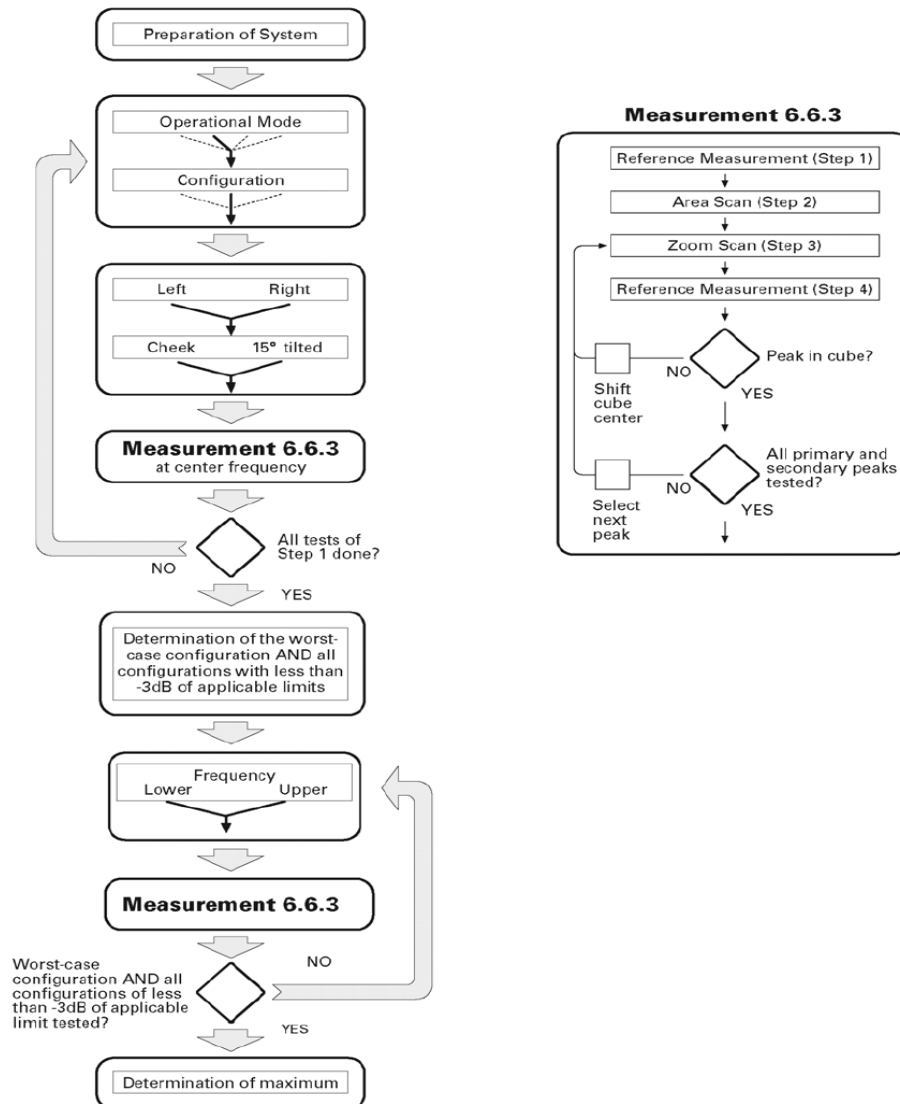 Preparation of System
Operational Mode
Configuration
Left Right
Cheek 15° tilted
Measurement 6.6.3
at center frequency
All tests of
Step 1 done?
NO
YES
Determination of the worst-
case configuration AND all
configurations with less than
-3dB of applicable limits
Frequency
Lower Upper
Measurement 6.6.3
Worst-case
configuration AND all
configurations of less
than -3dB of applicable
limit tested?
NO
YES
Determination of maximum
Measurement 6.6.3
Reference Measurement (Step 1)
Area Scan (Step 2)
Zoom Scan (Step 3)
Reference Measurement (Step 4)
Peak in cube?
NO
YES
Shift
cube
center
All primary and
secondary peaks
tested?
NO
YES
Select
next
peak